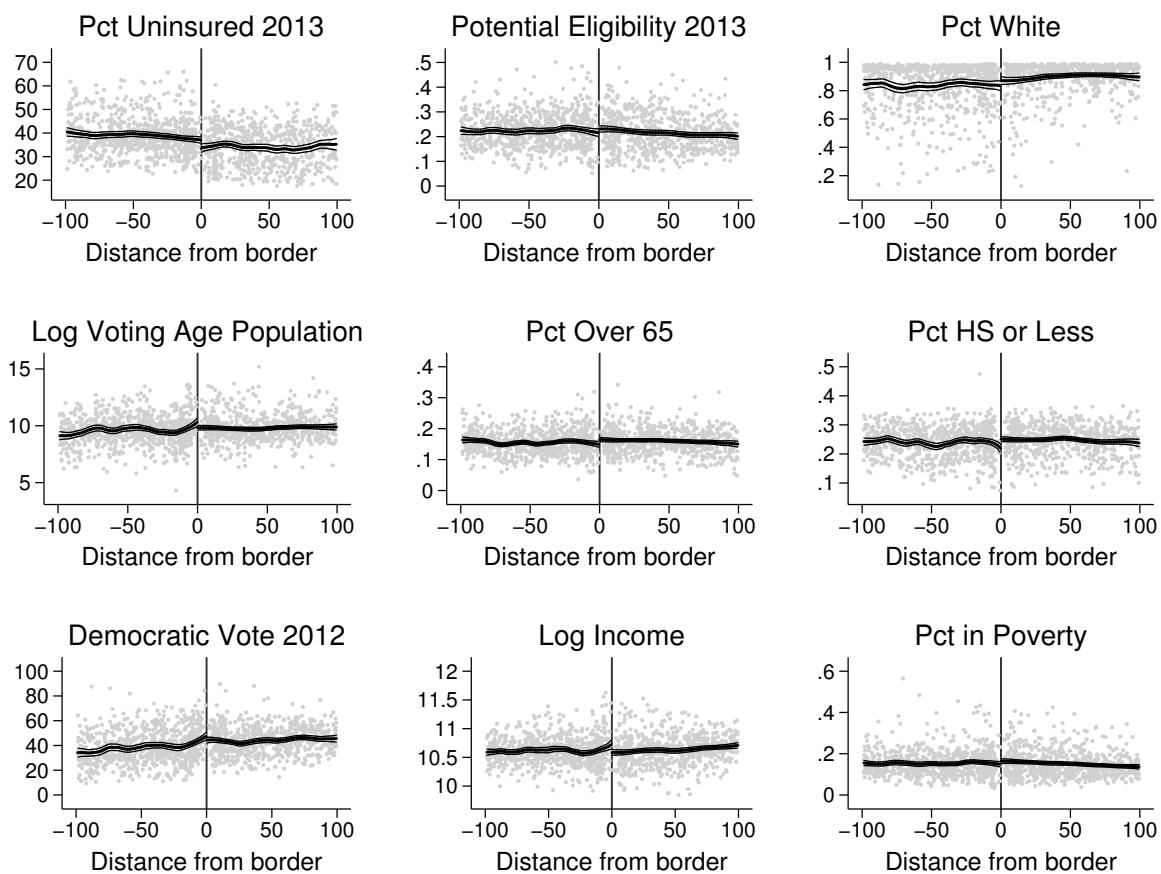 Pct Uninsured 2013
70
60
50
40
30
20
−100 −50 0 50 100
Distance from border
Potential Eligibility 2013
.5
.4
.3
.2
.1
0
−100 −50 0 50 100
Distance from border
Pct White
1
.8
.6
.4
.2
−100 −50 0 50 100
Distance from border
Log Voting Age Population
15
10
5
−100 −50 0 50 100
Distance from border
Pct Over 65
.4
.3
.2
.1
0
−100 −50 0 50 100
Distance from border
Pct HS or Less
.5
.4
.3
.2
.1
−100 −50 0 50 100
Distance from border
Democratic Vote 2012
100
80
60
40
20
0
−100 −50 0 50 100
Distance from border
Log Income
12
11.5
11
10.5
10
−100 −50 0 50 100
Distance from border
Pct in Poverty
.6
.4
.2
0
−100 −50 0 50 100
Distance from border